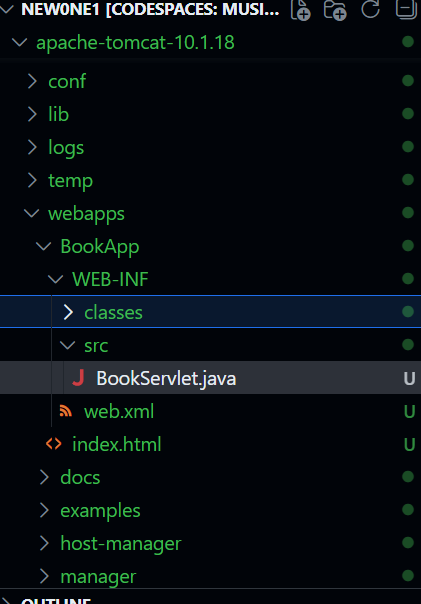 NEW0NE1 [CODESPACES: MUSI...
apache-tomcat-10.1.18
conf
lib
logs
temp
webapps
BookApp
WEB-INF
classes
src
J BookServlet.java U
web.xml U
<> index.html U
docs
examples
host-manager
manager
OUTLINE